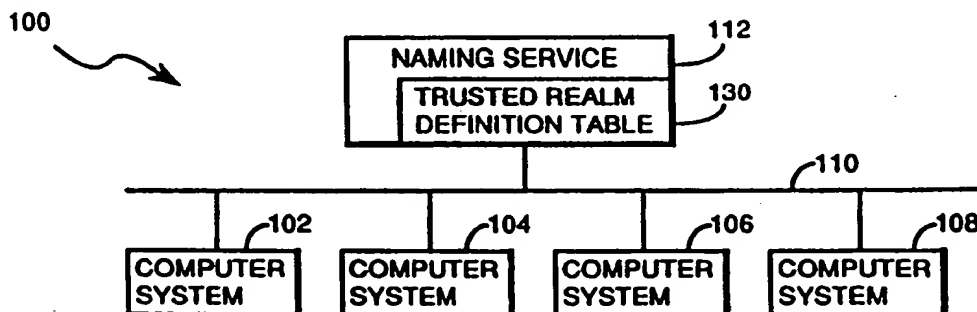 100
112
NAMING SERVICE
130
TRUSTED REALM
DEFINITION TABLE
110
102
104
106
108
COMPUTER
SYSTEM
COMPUTER
SYSTEM
COMPUTER
SYSTEM
COMPUTER
SYSTEM